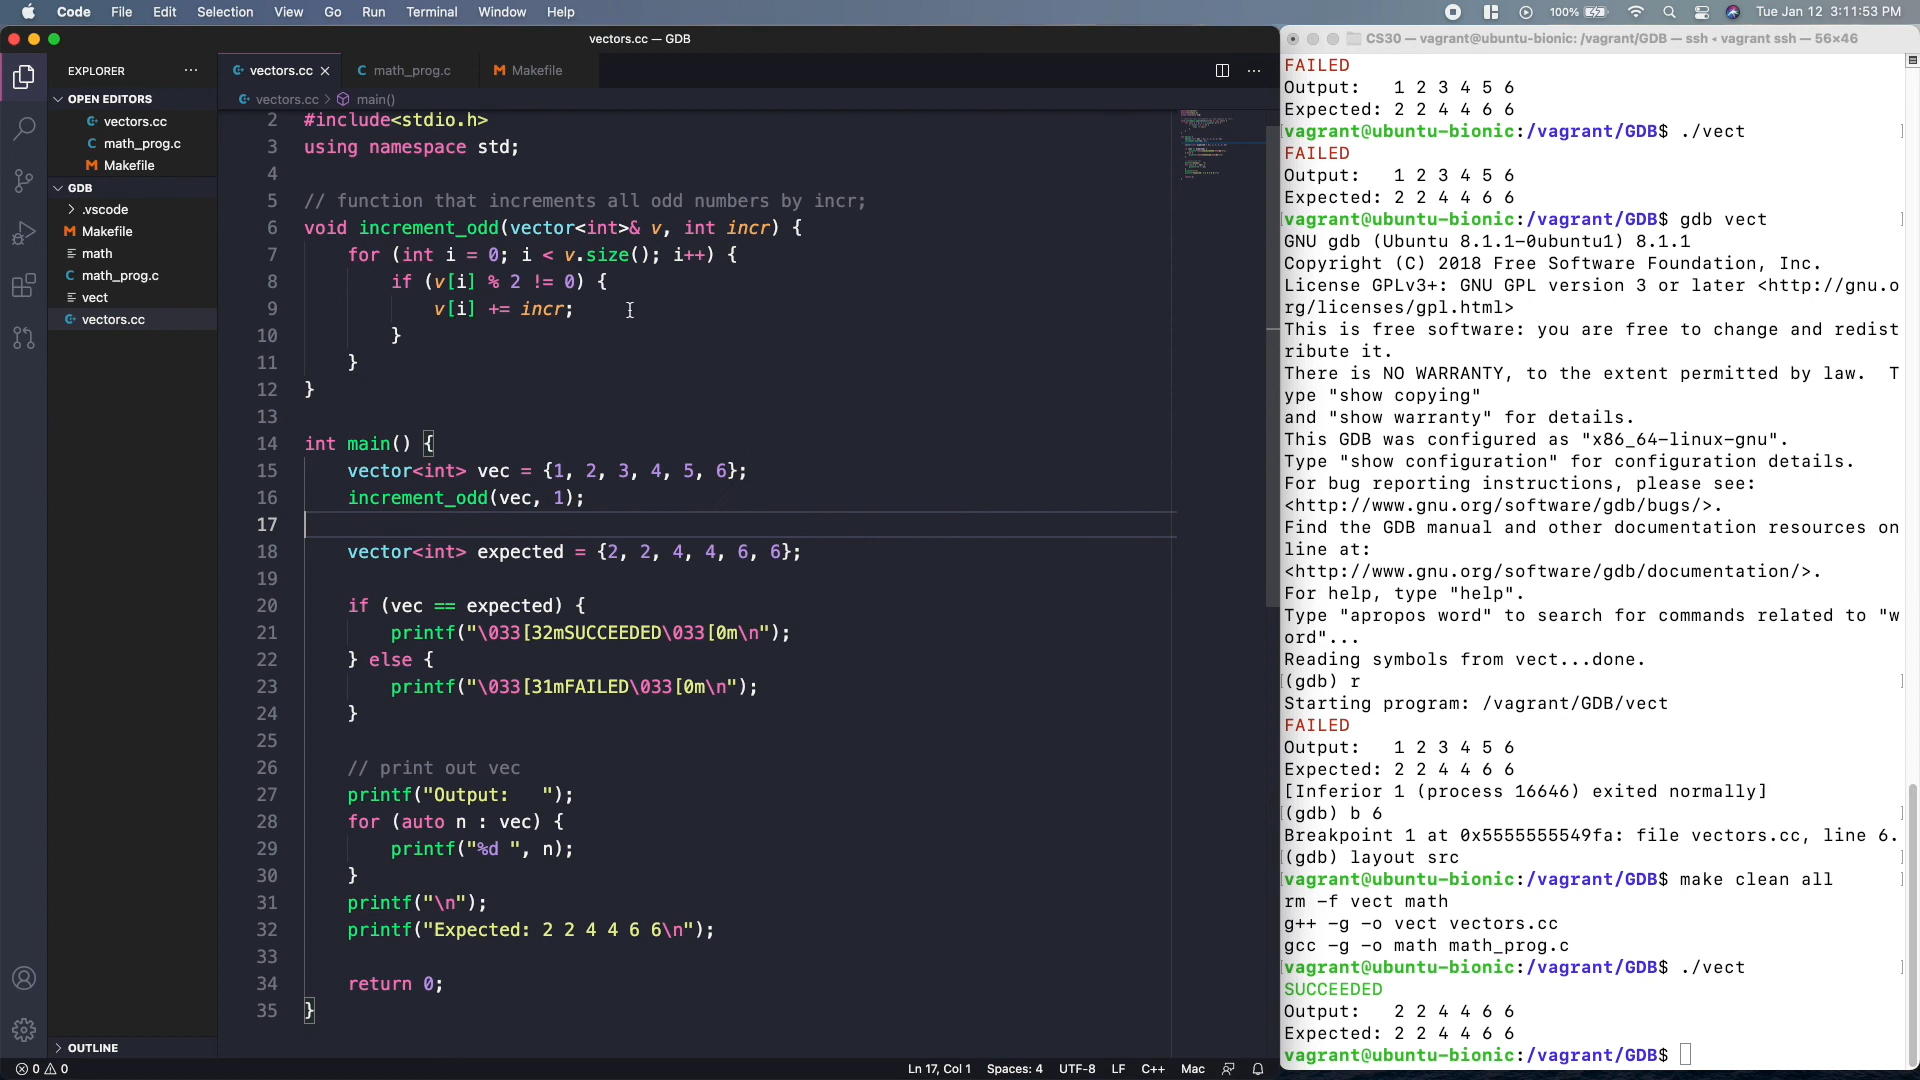 Code File Edit Selection View Go Run Terminal Window Help
100% Tue Jan 12 3:11:53 PM
vectors.cc — GDB
EXPLORER
OPEN EDITORS
vectors.cc
math_prog.c
Makefile
GDB
.vscode
Makefile
math
math_prog.c
vect
vectors.cc
OUTLINE
vectors.cc math_prog.c Makefile
vectors.cc > main()
2 #include<stdio.h>
3 using namespace std;
4
5 // function that increments all odd numbers by incr;
6 void increment_odd(vector<int>& v, int incr) {
7 for (int i = 0; i < v.size(); i++) {
8 if (v[i] % 2 != 0) {
9 v[i] += incr;
10 }
11 }
12 }
13
14 int main() {
15 vector<int> vec = {1, 2, 3, 4, 5, 6};
16 increment_odd(vec, 1);
17
18 vector<int> expected = {2, 2, 4, 4, 6, 6};
19
20 if (vec == expected) {
21 printf("\033[32mSUCCEEDED\033[0m\n");
22 } else {
23 printf("\033[31mFAILED\033[0m\n");
24 }
25
26 // print out vec
27 printf("Output:   ");
28 for (auto n : vec) {
29 printf("%d ", n);
30 }
31 printf("\n");
32 printf("Expected: 2 2 4 4 6 6\n");
33
34 return 0;
35 }
0 0 Ln 17, Col 1 Spaces: 4 UTF-8 LF C++ Mac
CS30 — vagrant@ubuntu-bionic: /vagrant/GDB — ssh ◂ vagrant ssh — 56×46
FAILED
Output:   1 2 3 4 5 6
Expected: 2 2 4 4 6 6
[vagrant@ubuntu-bionic:/vagrant/GDB$ ./vect ]
FAILED
Output:   1 2 3 4 5 6
Expected: 2 2 4 4 6 6
[vagrant@ubuntu-bionic:/vagrant/GDB$ gdb vect ]
GNU gdb (Ubuntu 8.1.1-0ubuntu1) 8.1.1
Copyright (C) 2018 Free Software Foundation, Inc.
License GPLv3+: GNU GPL version 3 or later <http://gnu.o
rg/licenses/gpl.html>
This is free software: you are free to change and redist
ribute it.
There is NO WARRANTY, to the extent permitted by law.  T
ype "show copying"
and "show warranty" for details.
This GDB was configured as "x86_64-linux-gnu".
Type "show configuration" for configuration details.
For bug reporting instructions, please see:
<http://www.gnu.org/software/gdb/bugs/>.
Find the GDB manual and other documentation resources on
line at:
<http://www.gnu.org/software/gdb/documentation/>.
For help, type "help".
Type "apropos word" to search for commands related to "w
ord"...
Reading symbols from vect...done.
[(gdb) r ]
Starting program: /vagrant/GDB/vect
FAILED
Output:   1 2 3 4 5 6
Expected: 2 2 4 4 6 6
[Inferior 1 (process 16646) exited normally]
[(gdb) b 6 ]
Breakpoint 1 at 0x5555555549fa: file vectors.cc, line 6.
[(gdb) layout src ]
[vagrant@ubuntu-bionic:/vagrant/GDB$ make clean all ]
rm -f vect math
g++ -g -o vect vectors.cc
gcc -g -o math math_prog.c
[vagrant@ubuntu-bionic:/vagrant/GDB$ ./vect ]
SUCCEEDED
Output:   2 2 4 4 6 6
Expected: 2 2 4 4 6 6
vagrant@ubuntu-bionic:/vagrant/GDB$